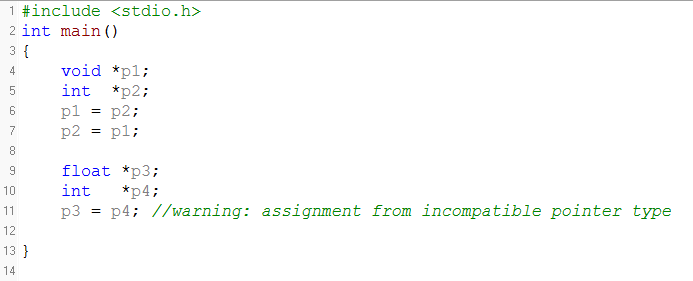 1 #include <stdio.h>
2 int main()
3 {
4     void *p1;
5     int  *p2;
6     p1 = p2;
7     p2 = p1;
8
9     float *p3;
10     int   *p4;
11     p3 = p4; //warning: assignment from incompatible pointer type
12
13 }
14